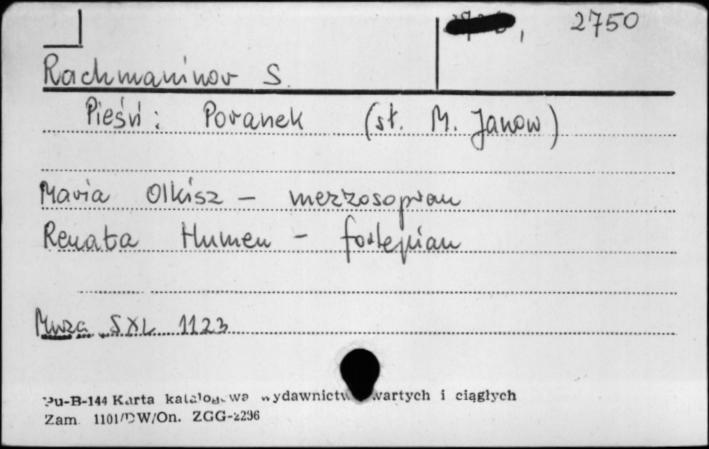 2750
Rachmaninov S.
Pieśń: Poranek (sł. M. Janow)
Maria Olkisz - mezzosopran
Renata Humen - fortepian
Muza SXL 1123
Pu-B-144 Karta katalogowa wydawnictw zwartych i ciągłych
Zam. 1101/DW/On. ZGG-2296